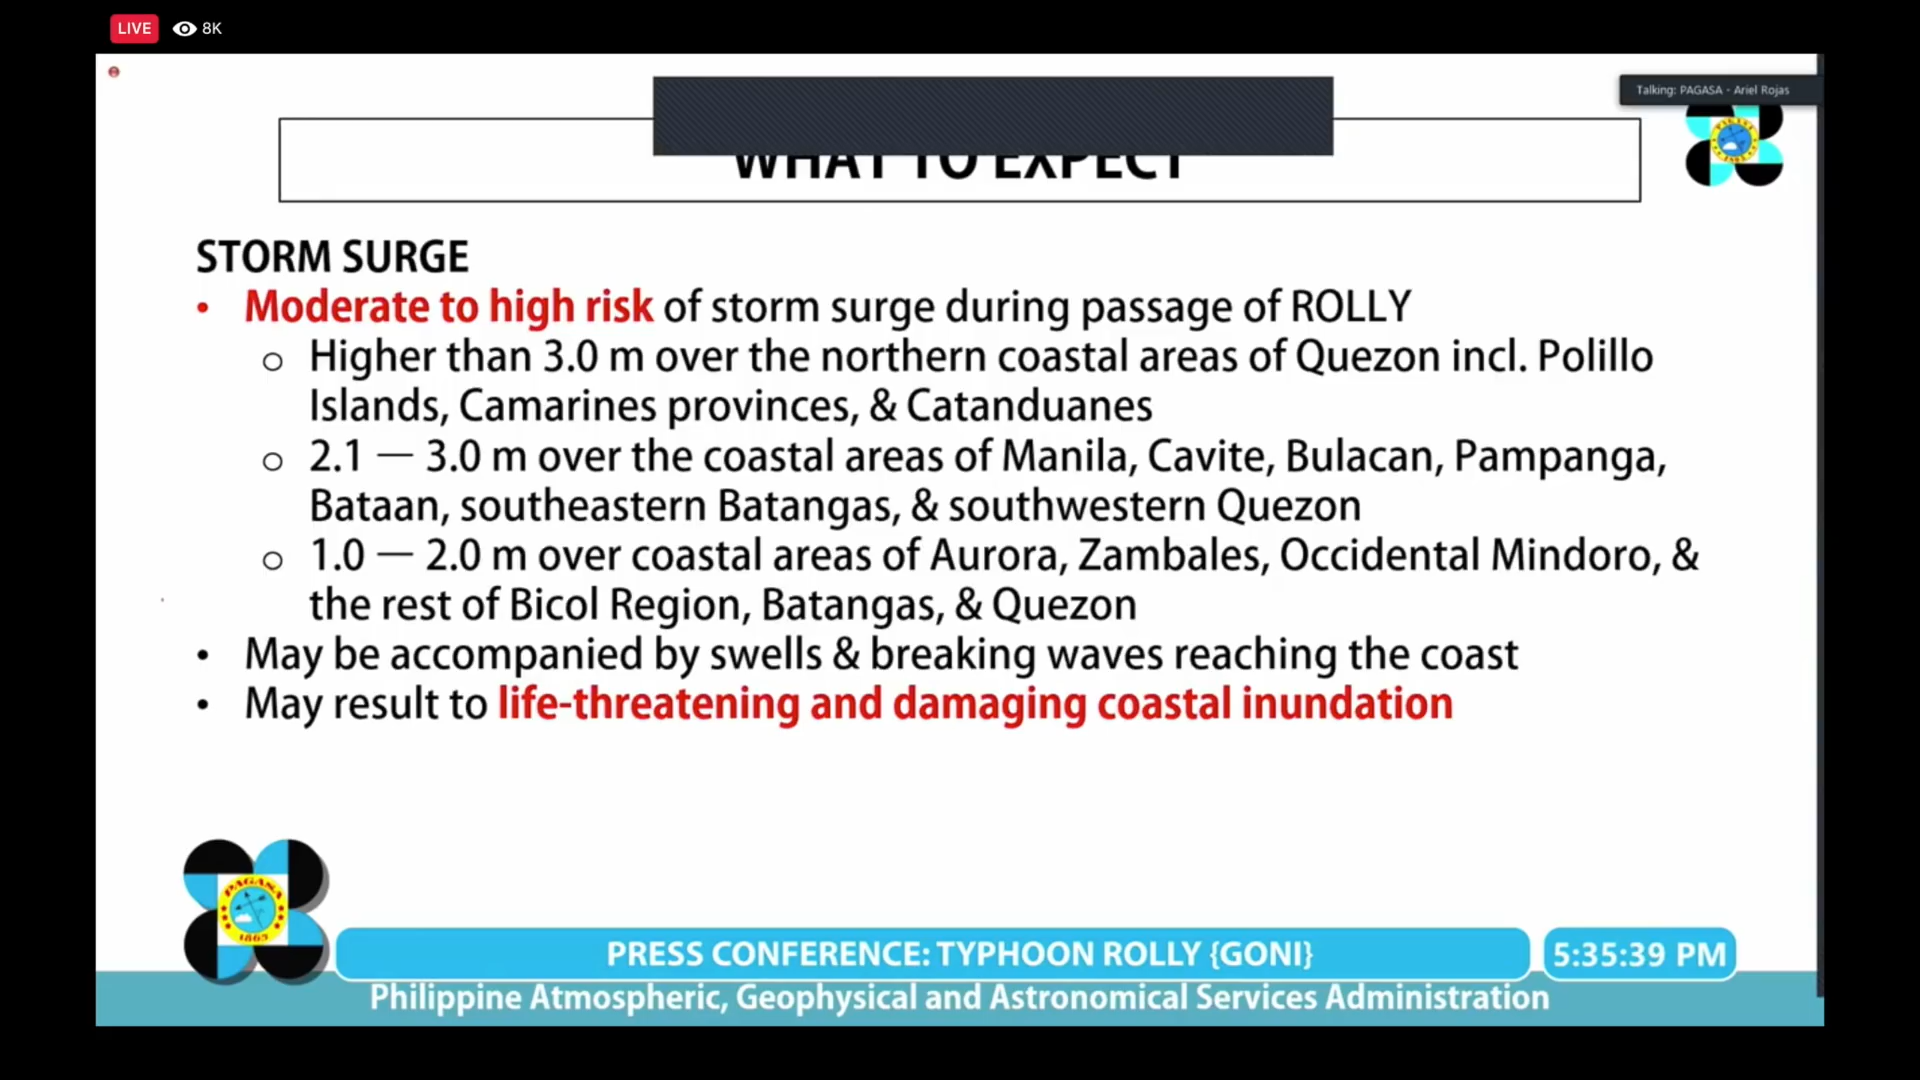 LIVE 8K
Talking: PAGASA - Ariel Rojas
WHAT TO EXPECT
STORM SURGE
• Moderate to high risk of storm surge during passage of ROLLY
o Higher than 3.0 m over the northern coastal areas of Quezon incl. Polillo
Islands, Camarines provinces, & Catanduanes
o 2.1 — 3.0 m over the coastal areas of Manila, Cavite, Bulacan, Pampanga,
Bataan, southeastern Batangas, & southwestern Quezon
o 1.0 — 2.0 m over coastal areas of Aurora, Zambales, Occidental Mindoro, &
the rest of Bicol Region, Batangas, & Quezon
• May be accompanied by swells & breaking waves reaching the coast
• May result to life-threatening and damaging coastal inundation
PAGASA
1865
PRESS CONFERENCE: TYPHOON ROLLY {GONI}
5:35:39 PM
Philippine Atmospheric, Geophysical and Astronomical Services Administration